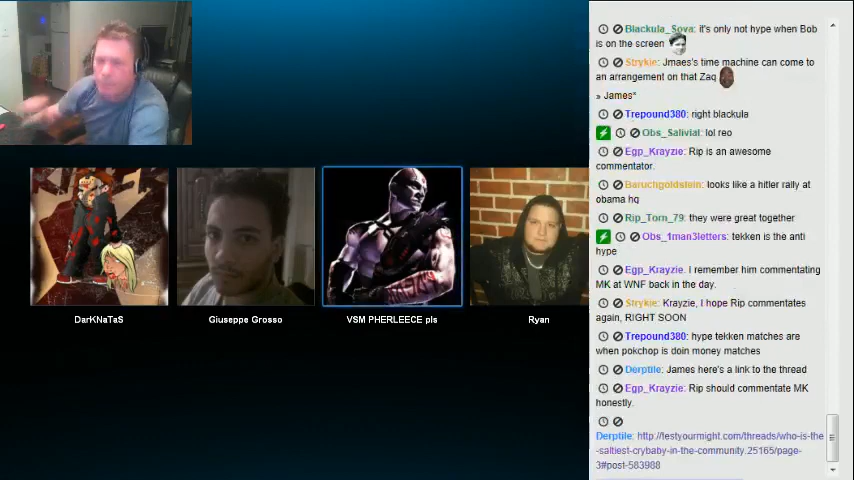 Blackula_Sova: it's only not hype when Bob
is on the screen
Strykie: Jmaes's time machine can come to
an arrangement on that Zaq
» James*
Trepound380: right blackula
Obs_Salivial: lol reo
Egp_Krayzie: Rip is an awesome
commentator.
Baruchgoldstein: looks like a hitler rally at
obama hq
Rip_Torn_79: they were great together
Obs_1man3letters: tekken is the anti
hype
Egp_Krayzie: I remember him commentating
MK at WNF back in the day.
Strykie: Krayzie, I hope Rip commentates
again, RIGHT SOON
Trepound380: hype tekken matches are
when pokchop is doin money matches
Derptile: James here's a link to the thread
Egp_Krayzie: Rip should commentate MK
honestly.
Derptile: http://testyourmight.com/threads/who-is-the
-saltiest-crybaby-in-the-community.25165/page-
3#post-583988
DarKNaTaS
Giuseppe Grosso
VSM PHERLEECE pls
Ryan